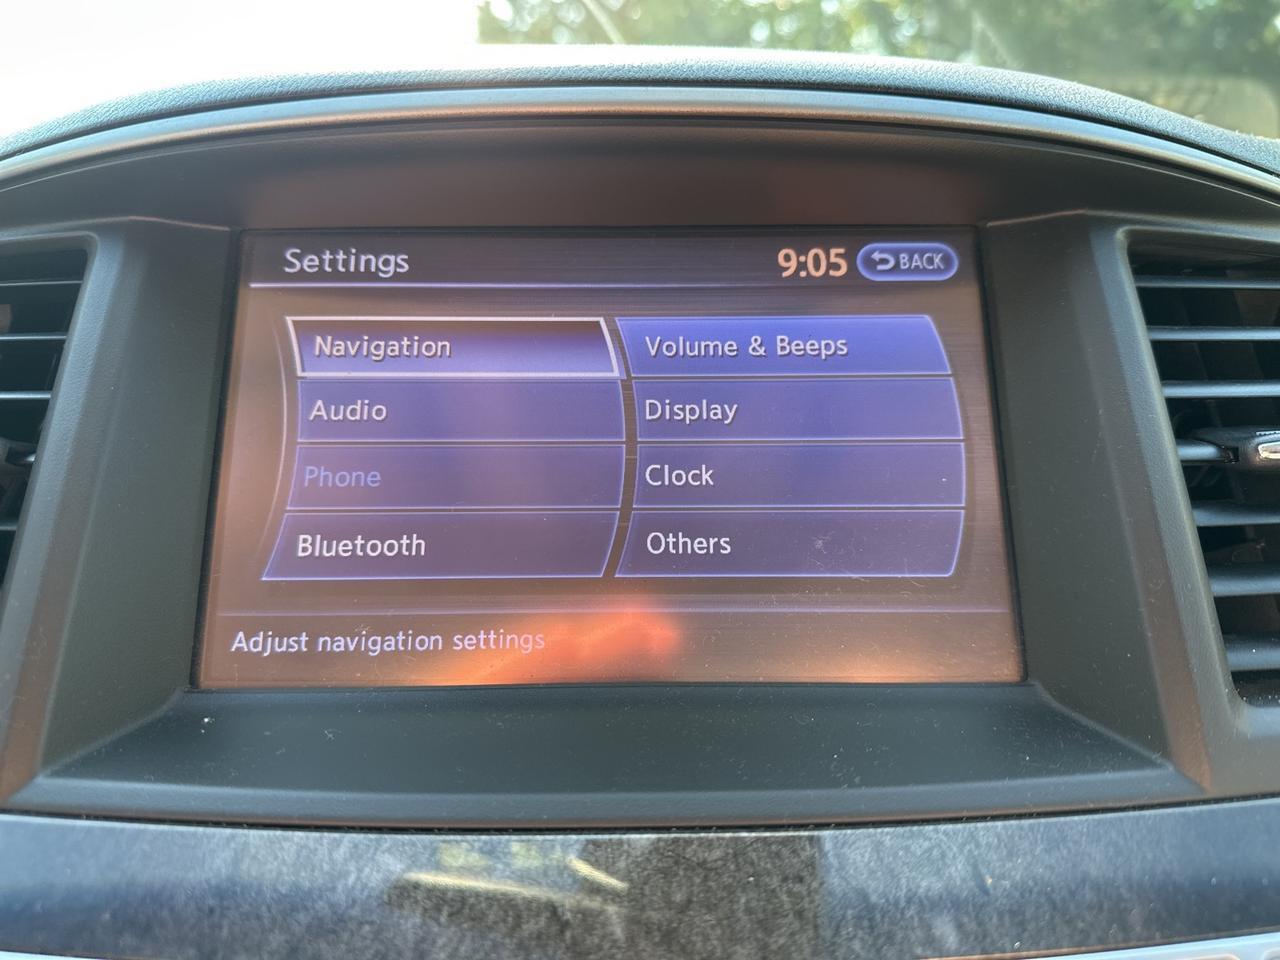 Settings
9:05 BACK
Navigation
Volume & Beeps
Audio
Display
Phone
Clock
Bluetooth
Others
Adjust navigation settings